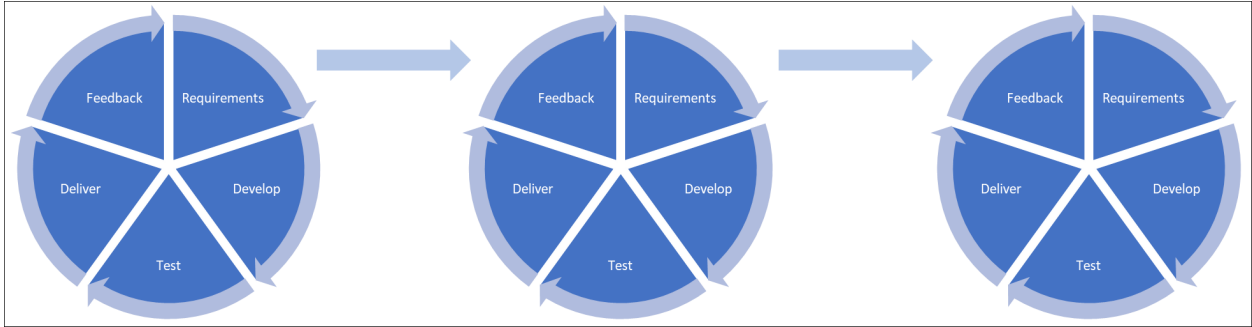 Feedback
Requirements
Deliver
Develop
Test
Feedback
Requirements
Deliver
Develop
Test
Feedback
Requirements
Deliver
Develop
Test